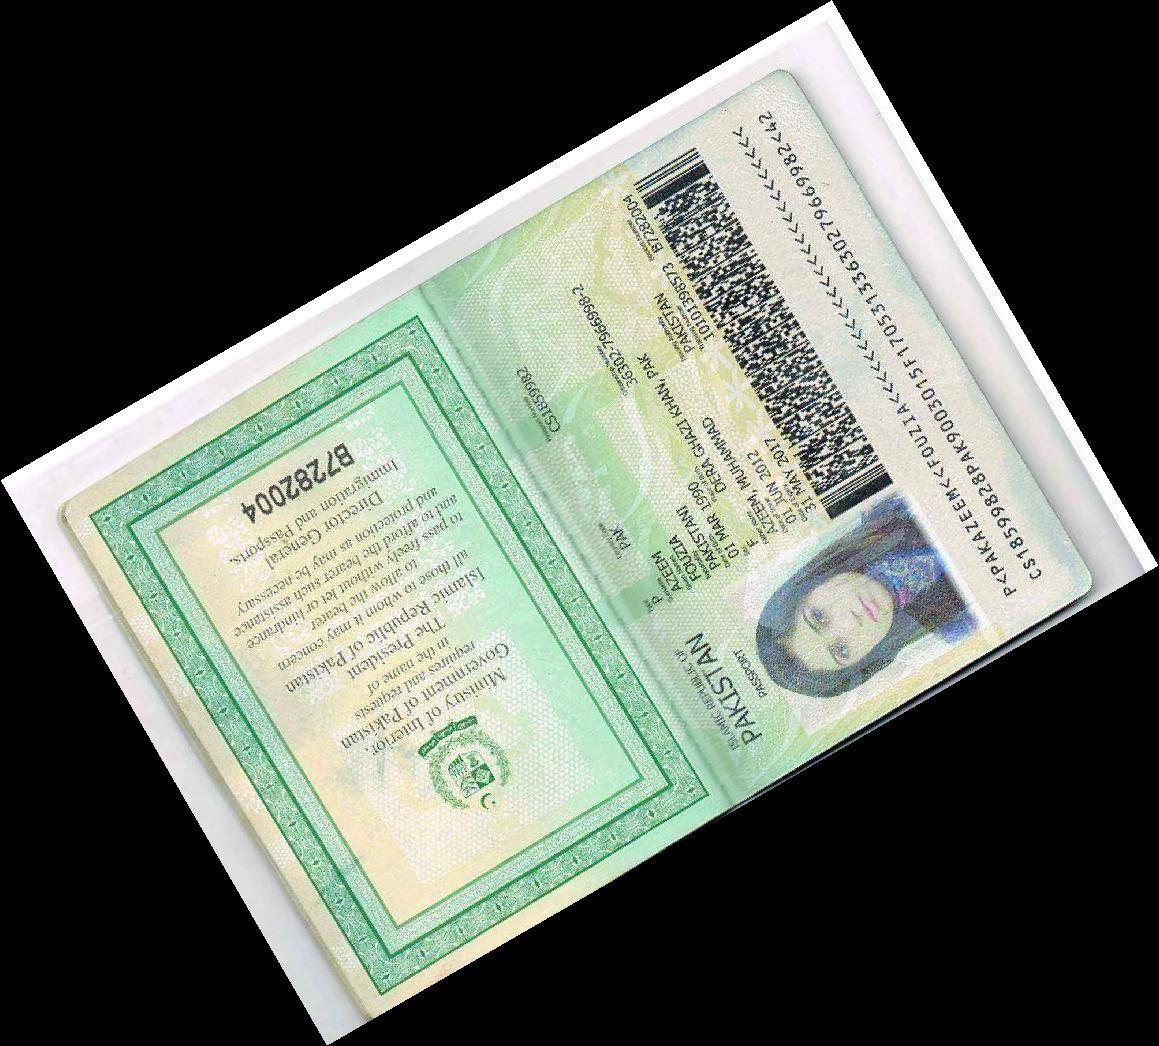 Ministry of Interior,
Government of Pakistan
requires and requests
in the name of
The President
Islamic Republic of Pakistan
all those to whom it may concern
to allow the bearer
to pass freely without let or hindrance
and to afford the bearer such assistance
and protection as may be necessary
Director General
Immigration and Passports.
B7282004
ISLAMIC REPUBLIC OF
PAKISTAN
PASSPORT
P PAK CS1859982
AZEEM
FOUZIA
PAKISTANI
01 MAR 1990 36302-7966998-2
F DERA GHAZI KHAN, PAK
AZEEM, MUHAMMAD
01 JUN 2012 PAKISTAN
31 MAY 2017 10101398573 B7282004
P<PAKAZEEM<<FOUZIA<<<<<<<<<<<<<<<<<<<<<<<<<<
CS18599828PAK9003015F17053133630279669982<42